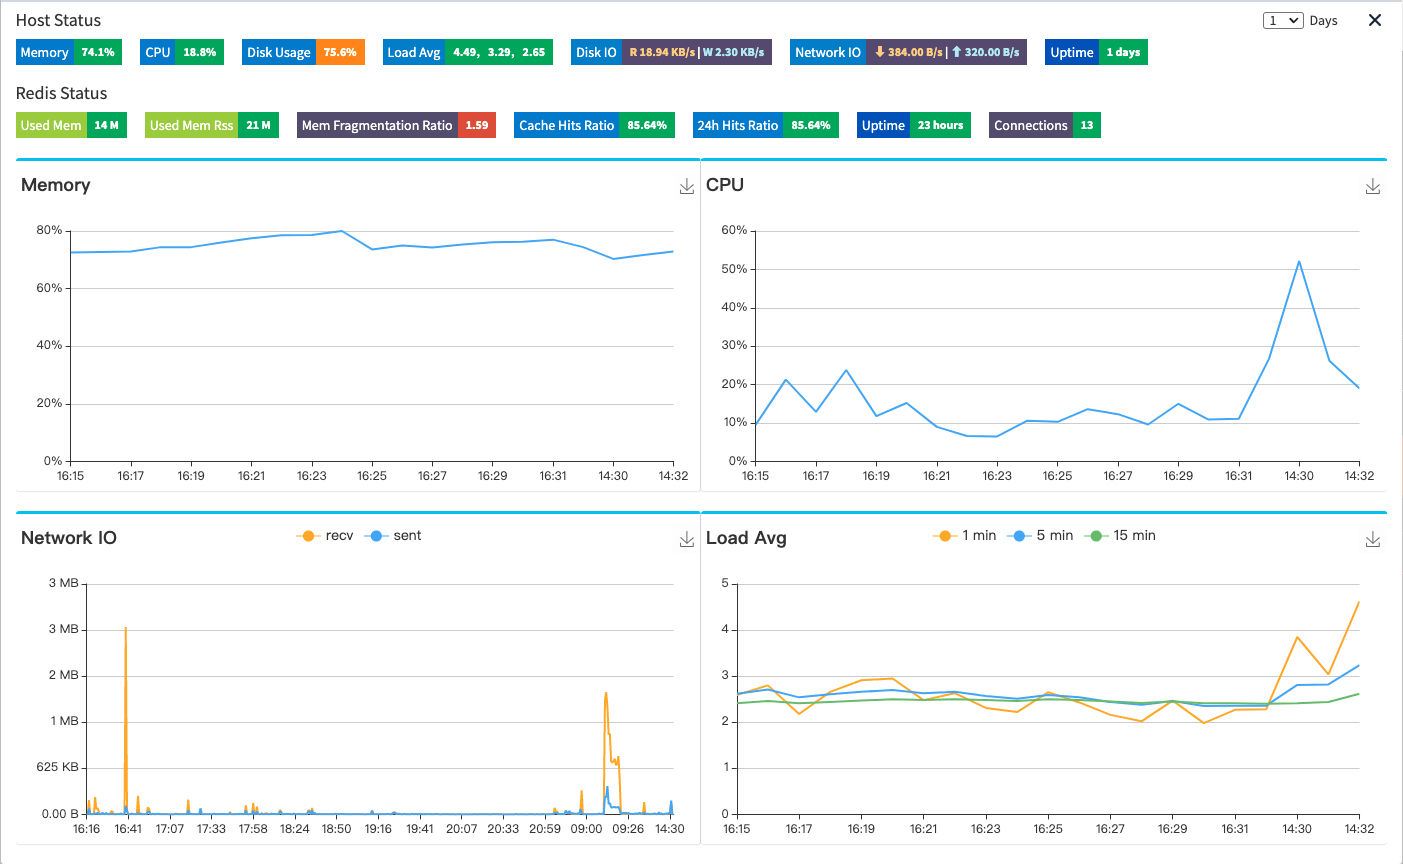 Host Status
1 Days
Memory 74.1% CPU 18.8% Disk Usage 75.6% Load Avg 4.49, 3.29, 2.65 Disk IO R 18.94 KB/s | W 2.30 KB/s Network IO 384.00 B/s | 320.00 B/s Uptime 1 days
Redis Status
Used Mem 14 M Used Mem Rss 21 M Mem Fragmentation Ratio 1.59 Cache Hits Ratio 85.64% 24h Hits Ratio 85.64% Uptime 23 hours Connections 13
Memory
80%
60%
40%
20%
0%
16:15 16:17 16:19 16:21 16:23 16:25 16:27 16:29 16:31 14:30 14:32
CPU
60%
50%
40%
30%
20%
10%
0%
16:15 16:17 16:19 16:21 16:23 16:25 16:27 16:29 16:31 14:30 14:32
Network IO recv sent
3 MB
3 MB
2 MB
1 MB
625 KB
0.00 B
16:16 16:41 17:07 17:33 17:58 18:24 18:50 19:16 19:41 20:07 20:33 20:59 09:00 09:26 14:30
Load Avg 1 min 5 min 15 min
5
4
3
2
1
0
16:15 16:17 16:19 16:21 16:23 16:25 16:27 16:29 16:31 14:30 14:32